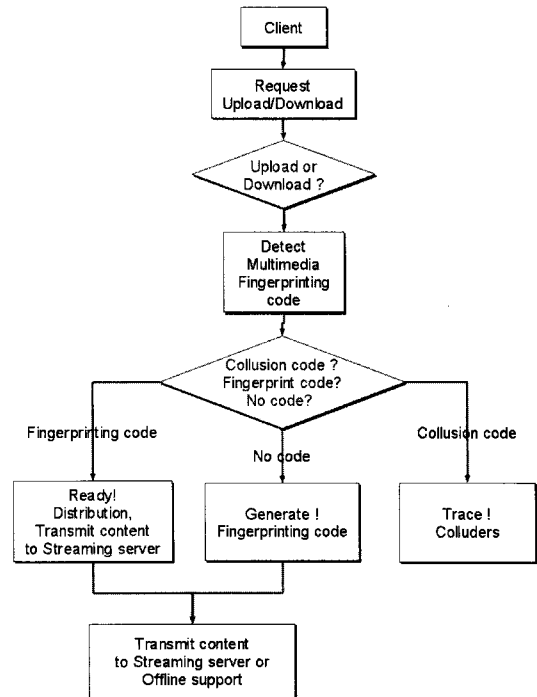 Client
Request
Upload/Download
Upload or
Download ?
Detect
Multimedia
Fingerprinting
code
Collusion code ?
Fingerprint code?
No code?
Fingerprinting code
No code
Collusion code
Ready!
Distribution,
Transmit content
to Streaming server
Generate !
Fingerprinting code
Trace !
Colluders
Transmit content
to Streaming server or
Offline support